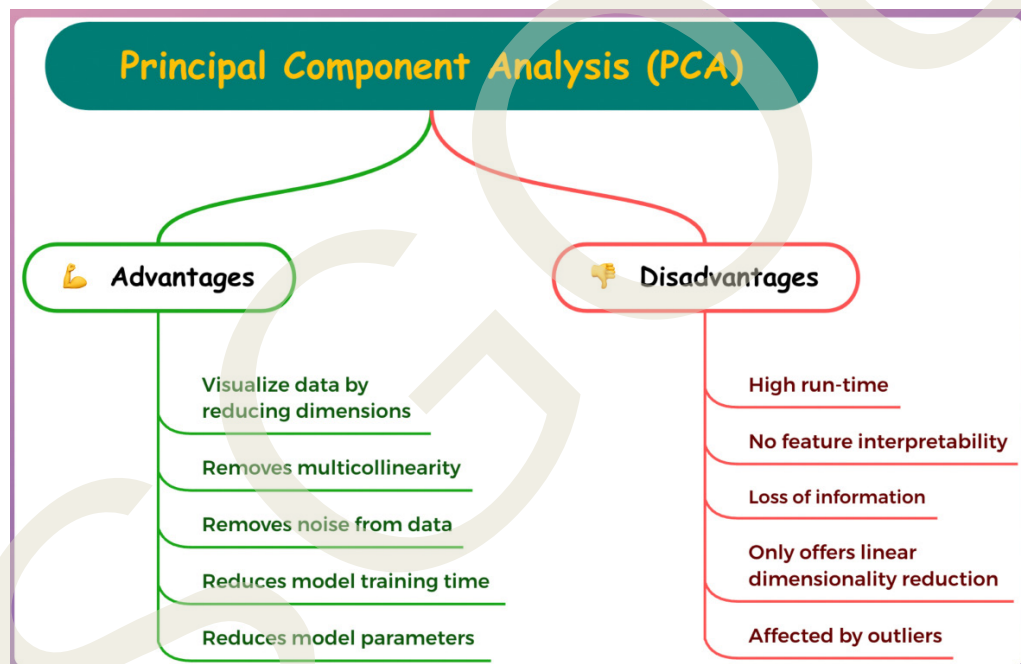 Principal Component Analysis (PCA)
Advantages
Visualize data by
reducing dimensions
Removes multicollinearity
Removes noise from data
Reduces model training time
Reduces model parameters
Disadvantages
High run-time
No feature interpretability
Loss of information
Only offers linear
dimensionality reduction
Affected by outliers